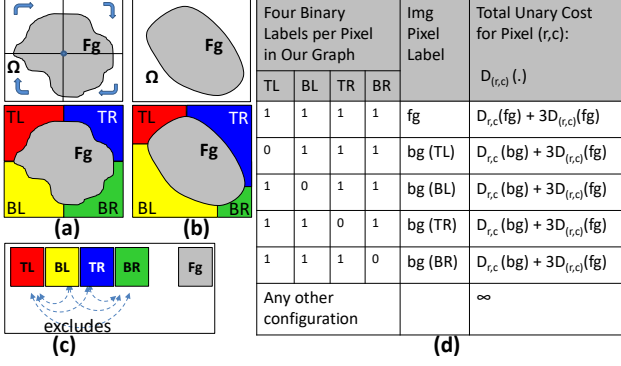 Fg
Ω
Fg
Ω
TL
TR
Fg
BL
BR
(a)
TL
TR
Fg
BL
BR
(b)
TL BL TR BR Fg
excludes
(c)
Four Binary
Labels per Pixel
in Our Graph
Img
Pixel
Label
Total Unary Cost
for Pixel (r,c):
D(r,c) (.)
TL BL TR BR
1 1 1 1 fg Dr,c(fg) + 3D(r,c)(fg)
0 1 1 1 bg (TL) Dr,c (bg) + 3D(r,c)(fg)
1 0 1 1 bg (BL) Dr,c (bg) + 3D(r,c)(fg)
1 1 0 1 bg (TR) Dr,c (bg) + 3D(r,c)(fg)
1 1 1 0 bg (BR) Dr,c (bg) + 3D(r,c)(fg)
Any other
configuration
∞
(d)